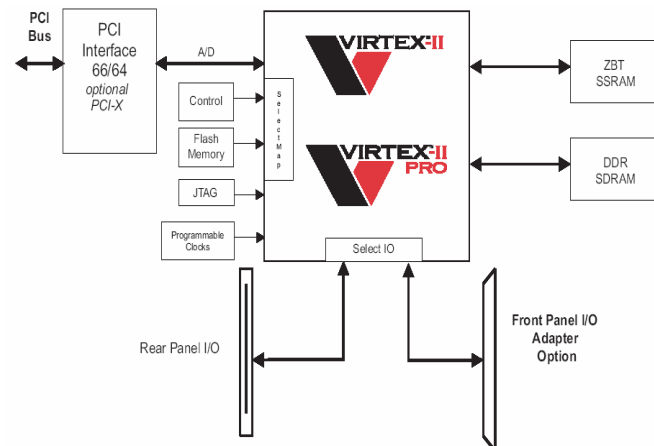 PCI
Bus
PCI
Interface
66/64
optional
PCI-X
A/D
Control
Flash
Memory
JTAG
Programmable
Clocks
SelectMap
VIRTEX-II
VIRTEX-II
PRO
Select IO
ZBT
SSRAM
DDR
SDRAM
Rear Panel I/O
Front Panel I/O
Adapter
Option